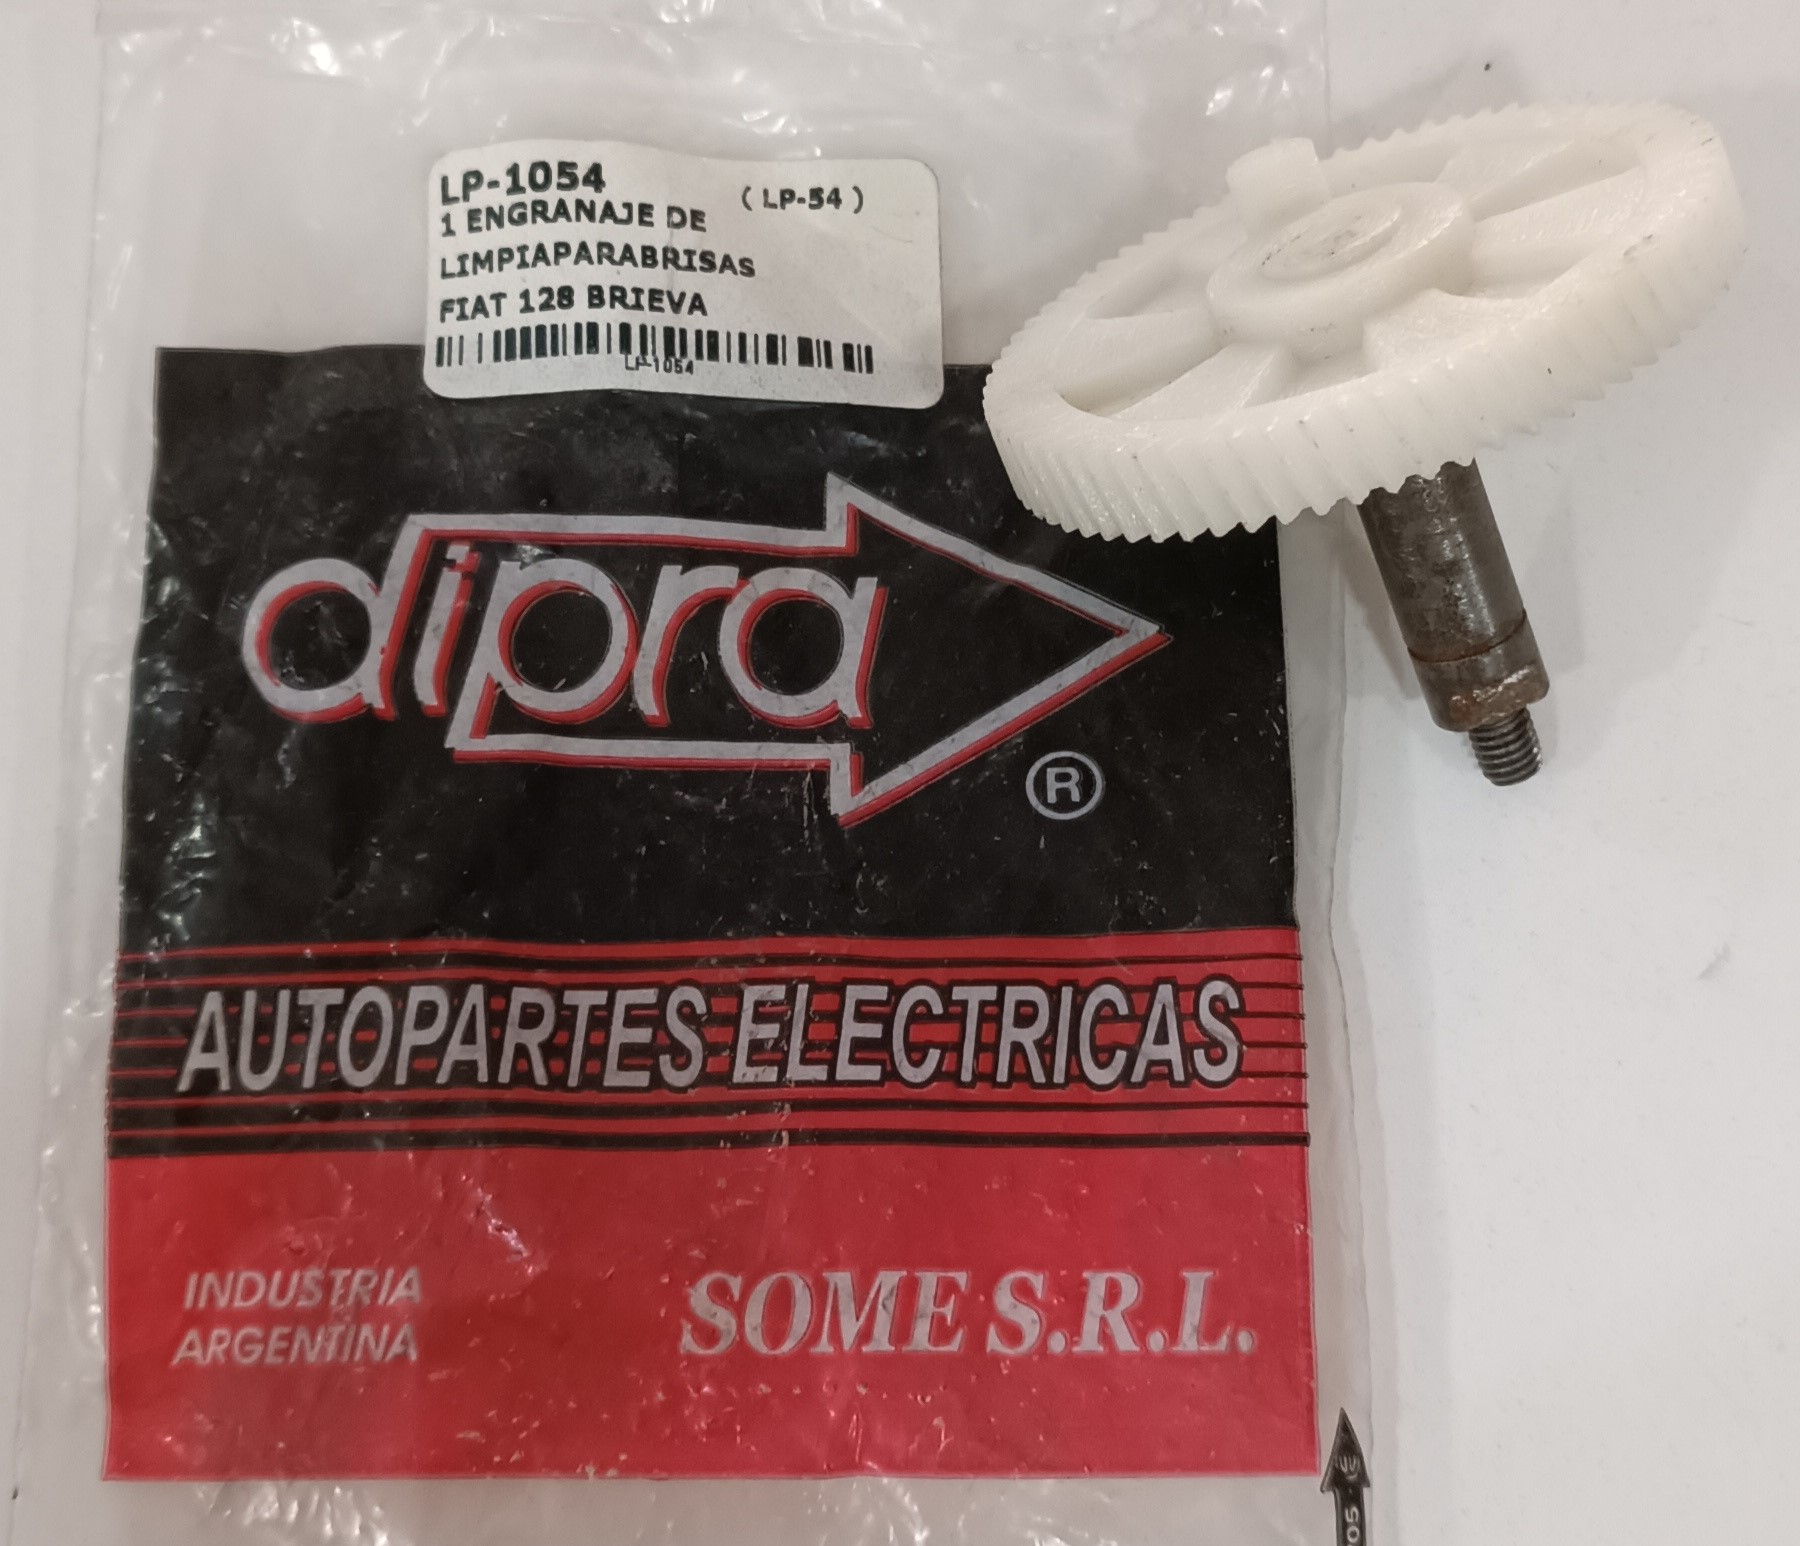 LP-1054 ( LP-54 )
1 ENGRANAJE DE
LIMPIAPARABRISAS
FIAT 128 BRIEVA
LP-1054
dipra
®
AUTOPARTES ELECTRICAS
INDUSTRIA
ARGENTINA
SOME S.R.L.